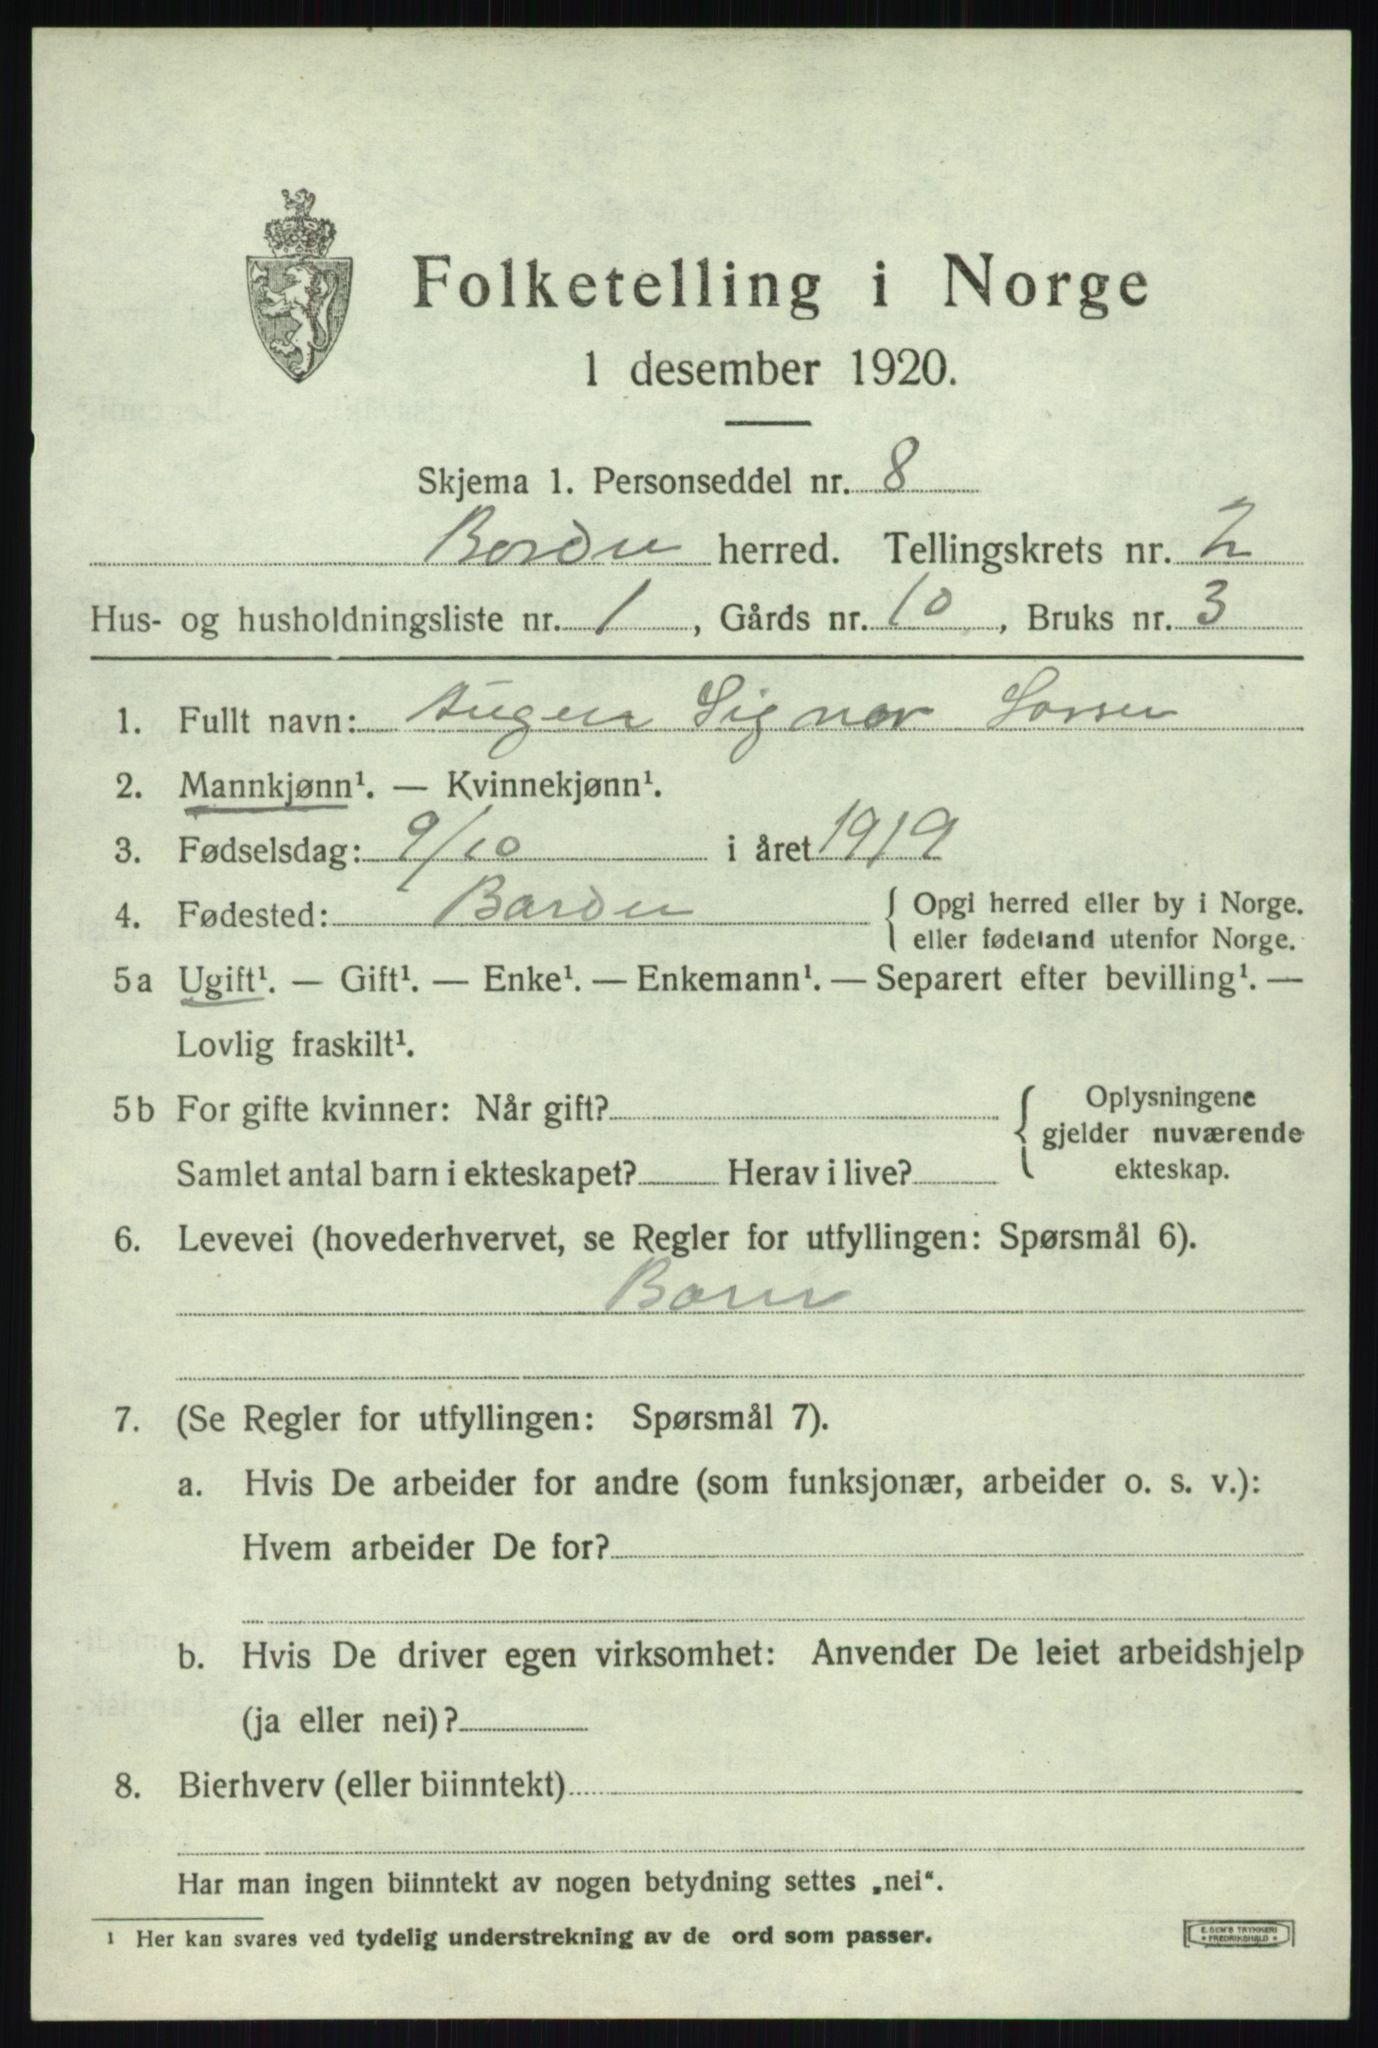 Folketelling i Norge
1 desember 1920.
Skjema 1. Personseddel nr. 8
Bardu herred. Tellingskrets nr. 2
Hus- og husholdningsliste nr. 1, Gårds nr. 10, Bruks nr. 3
1. Fullt navn: Augen Signar Larsen
2. Mannkjønn¹. — Kvinnekjønn¹.
3. Fødselsdag: 9/10 i året 1919
4. Fødested: Bardu { Opgi herred eller by i Norge.
eller fødeland utenfor Norge.
5a Ugift¹. — Gift¹. — Enke¹. — Enkemann¹. — Separert efter bevilling¹. —
Lovlig fraskilt¹.
5b For gifte kvinner: Når gift? { Oplysningene
gjelder nuværende
Samlet antal barn i ekteskapet? Herav i live? ekteskap.
6. Levevei (hovederhvervet, se Regler for utfyllingen: Spørsmål 6).
Barn
7. (Se Regler for utfyllingen: Spørsmål 7).
a. Hvis De arbeider for andre (som funksjonær, arbeider o. s. v.):
Hvem arbeider De for?
b. Hvis De driver egen virksomhet: Anvender De leiet arbeidshjelp
(ja eller nei)?
8. Bierhverv (eller biinntekt)
Har man ingen biinntekt av nogen betydning settes „nei“.
¹ Her kan svares ved tydelig understrekning av de ord som passer.
E. SEM'S TRYKKERI
• FREDRIKSHALD •